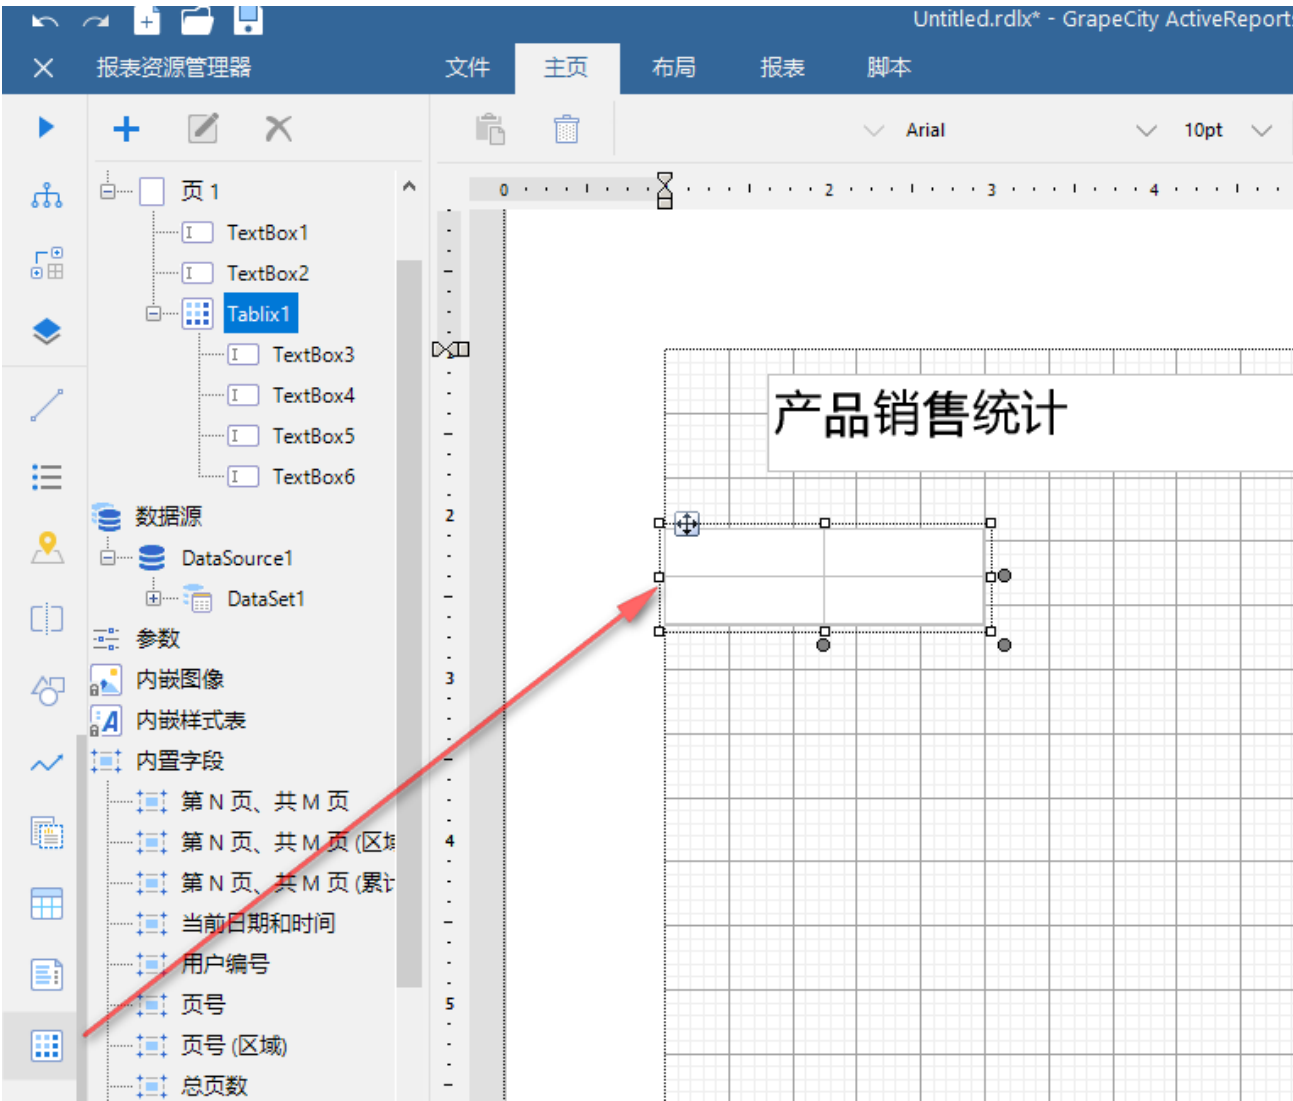 Untitled.rdlx* - GrapeCity ActiveReport
报表资源管理器
文件 主页 布局 报表 脚本
Arial 10pt
0 2 3 4
页 1
TextBox1
TextBox2
Tablix1
TextBox3
TextBox4
TextBox5
TextBox6
数据源
DataSource1
DataSet1
参数
内嵌图像
内嵌样式表
内置字段
第 N 页、共 M 页
第 N 页、共 M 页 (区域
第 N 页、共 M 页 (累计
当前日期和时间
用户编号
页号
页号 (区域)
总页数
产品销售统计
2
3
4
5